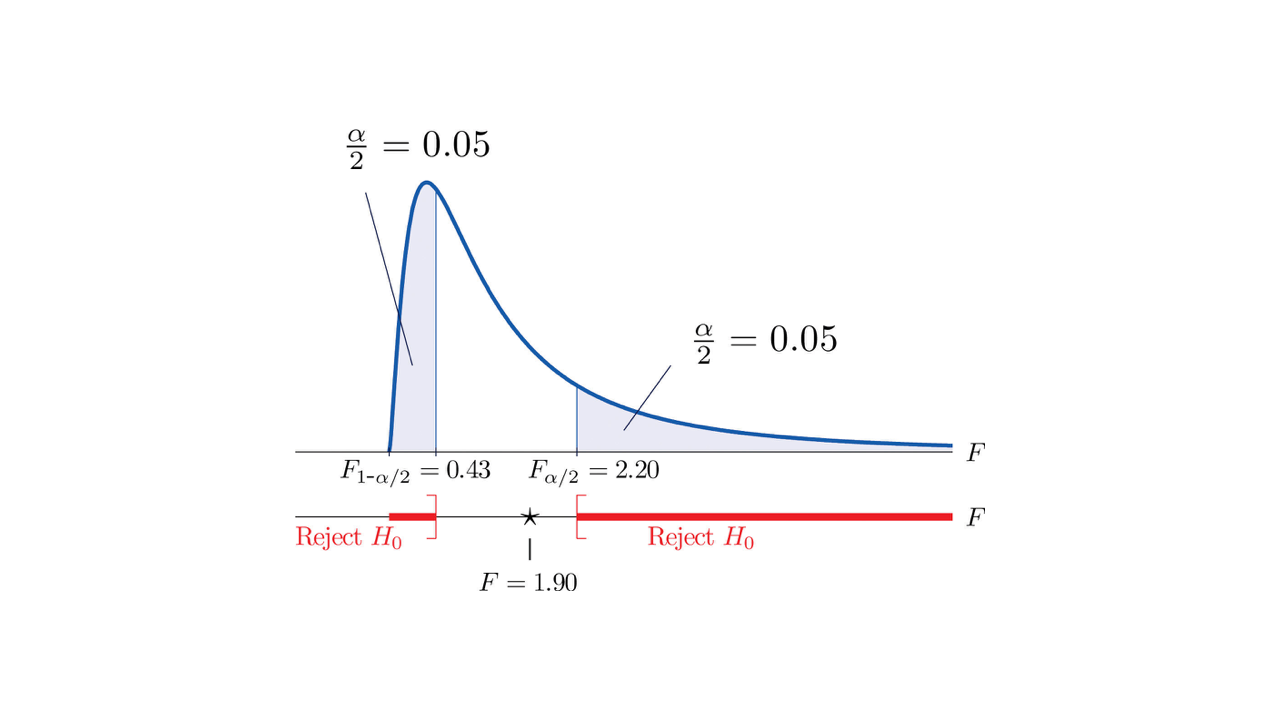 α/2 = 0.05
α/2 = 0.05
F
F₁₋α/₂ = 0.43
Fα/₂ = 2.20
F
Reject H₀
Reject H₀
F = 1.90